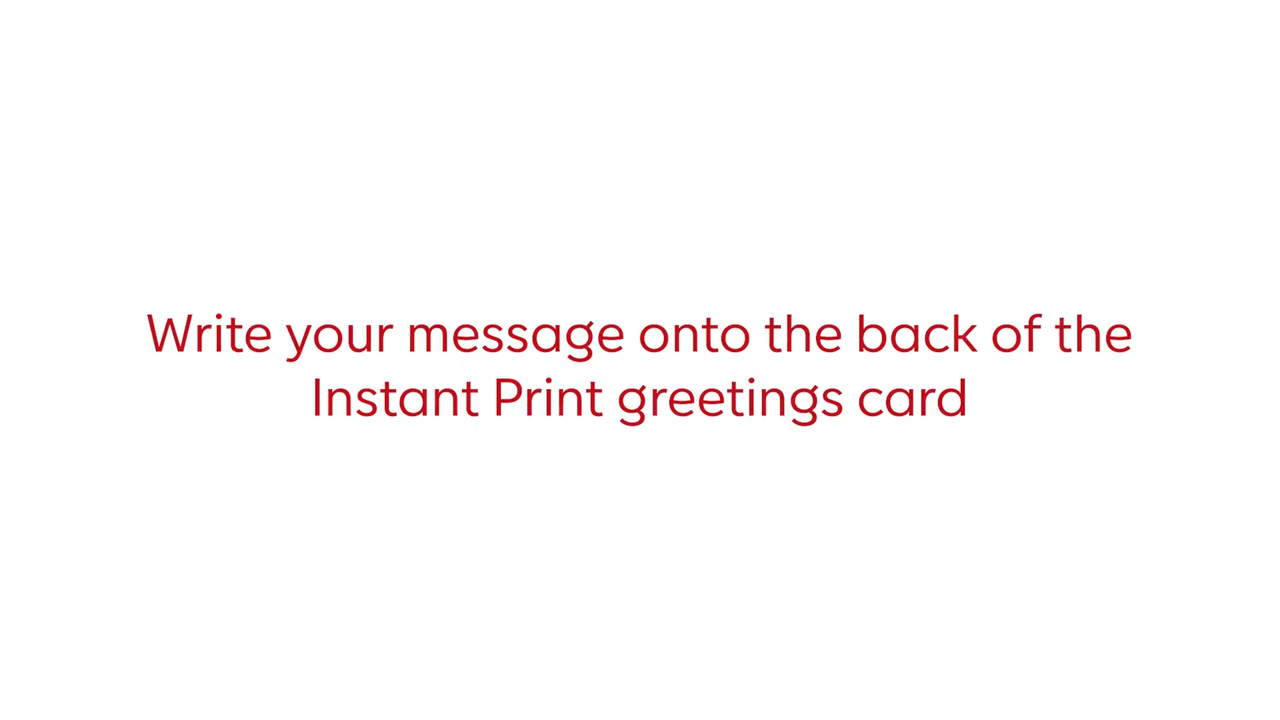 Write your message onto the back of the
Instant Print greetings card